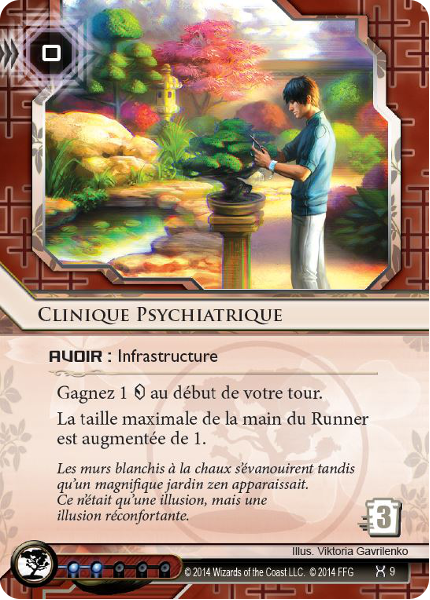 0
Clinique Psychiatrique
AVOIR : Infrastructure
Gagnez 1 au début de votre tour.
La taille maximale de la main du Runner
est augmentée de 1.
Les murs blanchis à la chaux s'évanouirent tandis
qu'un magnifique jardin zen apparaissait.
Ce n'était qu'une illusion, mais une
illusion réconfortante.
3
Illus. Viktoria Gavrilenko
© 2014 Wizards of the Coast LLC. © 2014 FFG 9